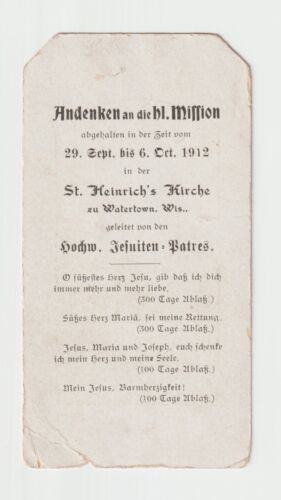 Andenken an die hl. Mission
abgehalten in der Zeit vom
29. Sept. bis 6. Oct. 1912
in der
St. Heinrich's Kirche
zu Watertown, Wis.,
geleitet von den
Hochw. Jesuiten-Patres.
O süßestes Herz Jesu, gib daß ich dich
immer mehr und mehr liebe.
(300 Tage Ablaß.)
Süßes Herz Mariä, sei meine Rettung.
(300 Tage Ablaß.)
Jesus, Maria und Joseph, euch schenke
ich mein Herz und meine Seele.
(100 Tage Ablaß.)
Mein Jesus, Barmherzigkeit!
(100 Tage Ablaß.)